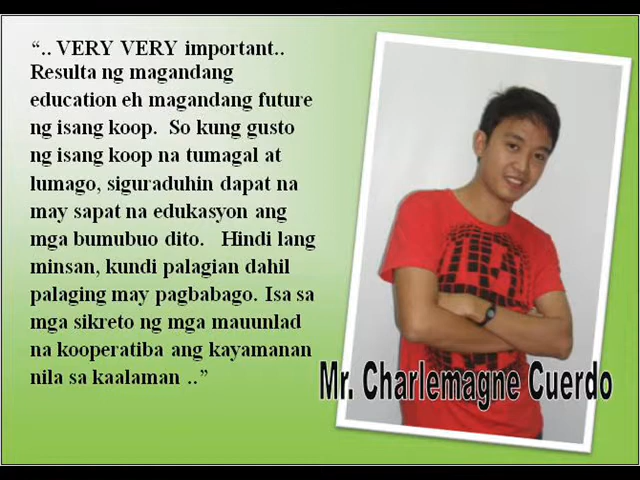 “.. VERY VERY important..
Resulta ng magandang
education eh magandang future
ng isang koop. So kung gusto
ng isang koop na tumagal at
lumago, siguraduhin dapat na
may sapat na edukasyon ang
mga bumubuo dito. Hindi lang
minsan, kundi palagian dahil
palaging may pagbabago. Isa sa
mga sikreto ng mga mauunlad
na kooperatiba ang kayamanan
nila sa kaalaman ..”
Mr. Charlemagne Cuerdo